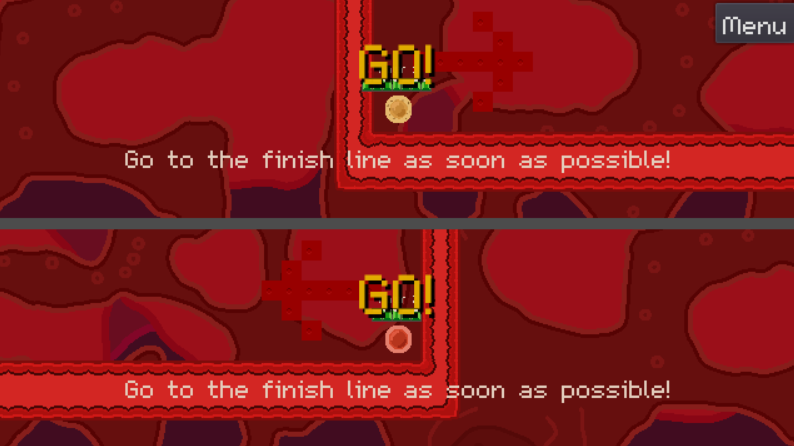 Menu
GO!
Go to the finish line as soon as possible!
GO!
Go to the finish line as soon as possible!